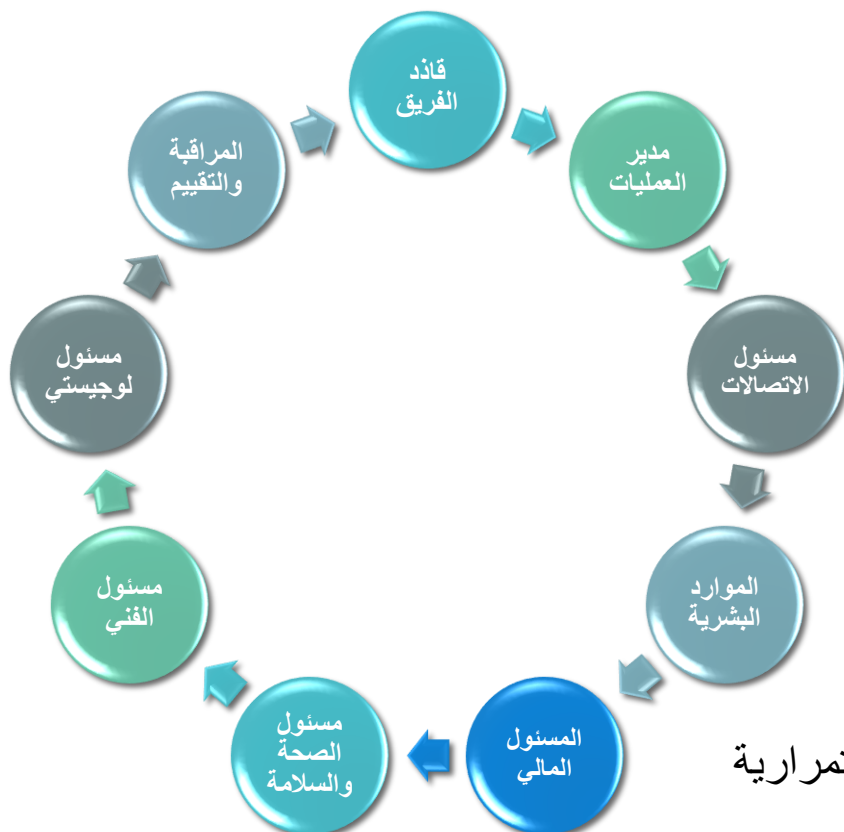 قائد
الفريق
مدير
العمليات
مسئول
الاتصالات
الموارد
البشرية
المسئول
المالي
مسئول
الصحة
والسلامة
مسئول
الفني
مسئول
لوجيستي
المراقبة
والتقييم
تمرارية